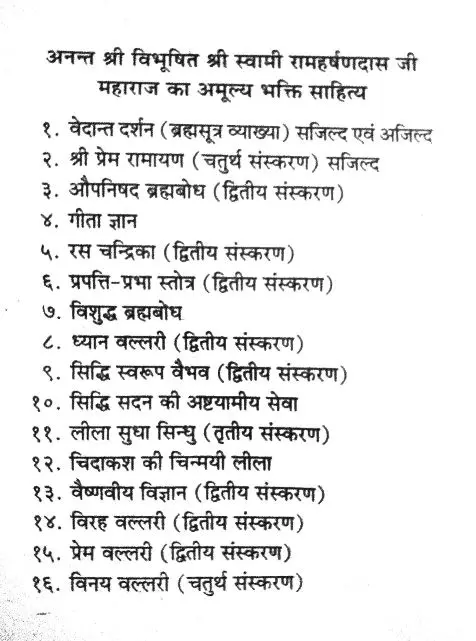 अनन्त श्री विभूषित श्री स्वामी रामहर्षणदास जी
महाराज का अमूल्य भक्ति साहित्य
१. वेदान्त दर्शन (ब्रह्मसूत्र व्याख्या) सजिल्द एवं अजिल्द
२. श्री प्रेम रामायण (चतुर्थ संस्करण) सजिल्द
३. औपनिषद ब्रह्मबोध (द्वितीय संस्करण)
४. गीता ज्ञान
५. रस चन्द्रिका (द्वितीय संस्करण)
६. प्रपत्ति-प्रभा स्तोत्र (द्वितीय संस्करण)
७. विशुद्ध ब्रह्मबोध
८. ध्यान वल्लरी (द्वितीय संस्करण)
९. सिद्धि स्वरूप वैभव (द्वितीय संस्करण)
१०. सिद्धि सदन की अष्टयामीय सेवा
११. लीला सुधा सिन्धु (तृतीय संस्करण)
१२. चिदाकश की चिन्मयी लीला
१३. वैष्णवीय विज्ञान (द्वितीय संस्करण)
१४. विरह वल्लरी (द्वितीय संस्करण)
१५. प्रेम वल्लरी (द्वितीय संस्करण)
१६. विनय वल्लरी (चतुर्थ संस्करण)